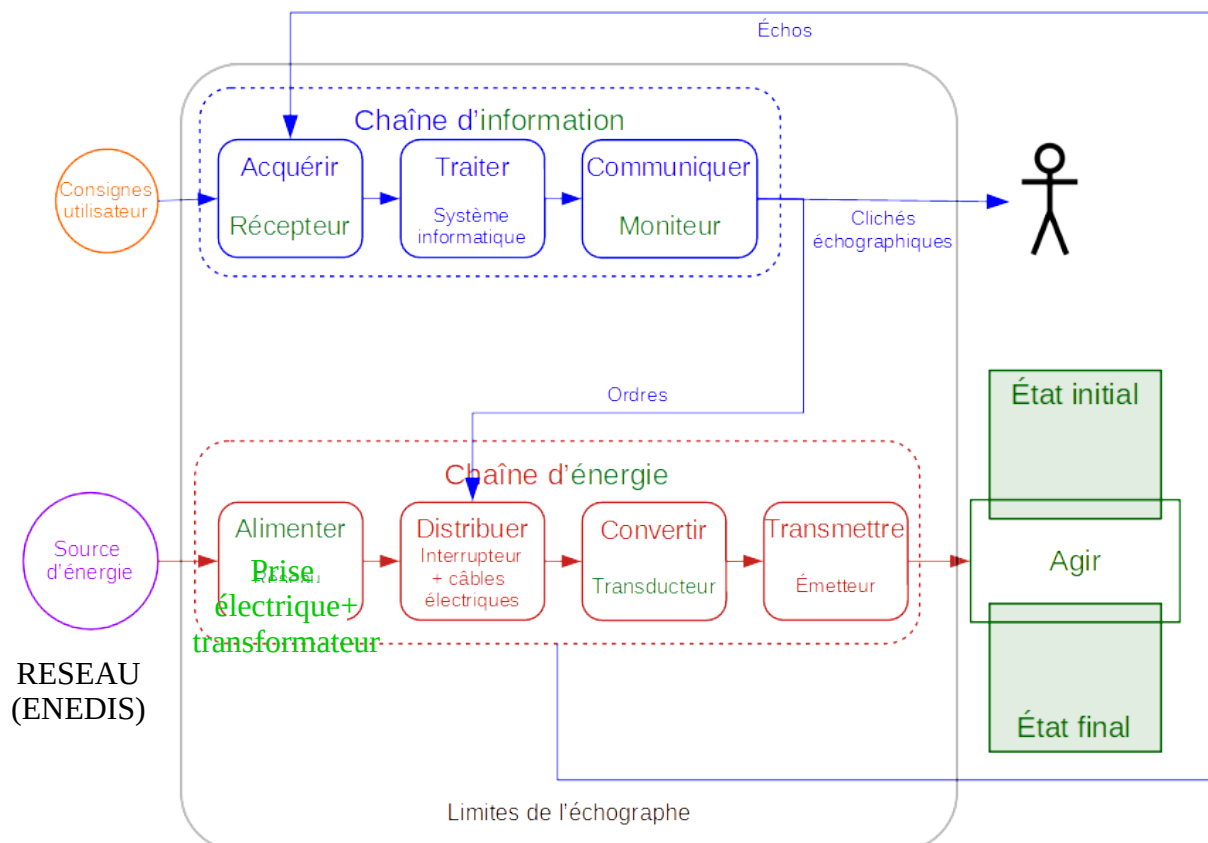 Échos
Chaîne d'information
Consignes
utilisateur
Acquérir
Récepteur
Traiter
Système
informatique
Communiquer
Moniteur
Clichés
échographiques
Ordres
État initial
Chaîne d'énergie
Source
d'énergie
Alimenter
Prise
électrique+
transformateur
Distribuer
Interrupteur
+ câbles
électriques
Convertir
Transducteur
Transmettre
Émetteur
Agir
RESEAU
(ENEDIS)
État final
Limites de l'échographe